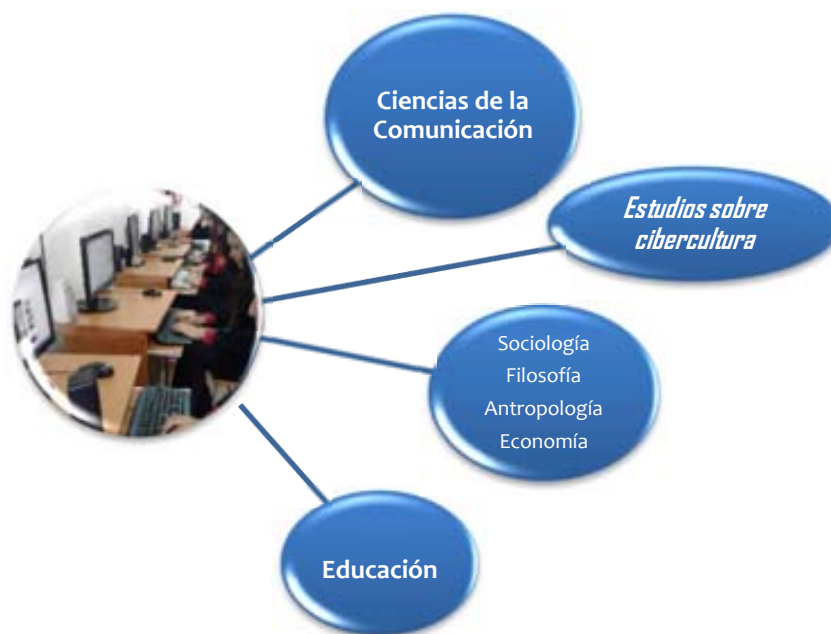 Ciencias de la
Comunicación
Estudios sobre
cibercultura
Sociología
Filosofía
Antropología
Economía
Educación